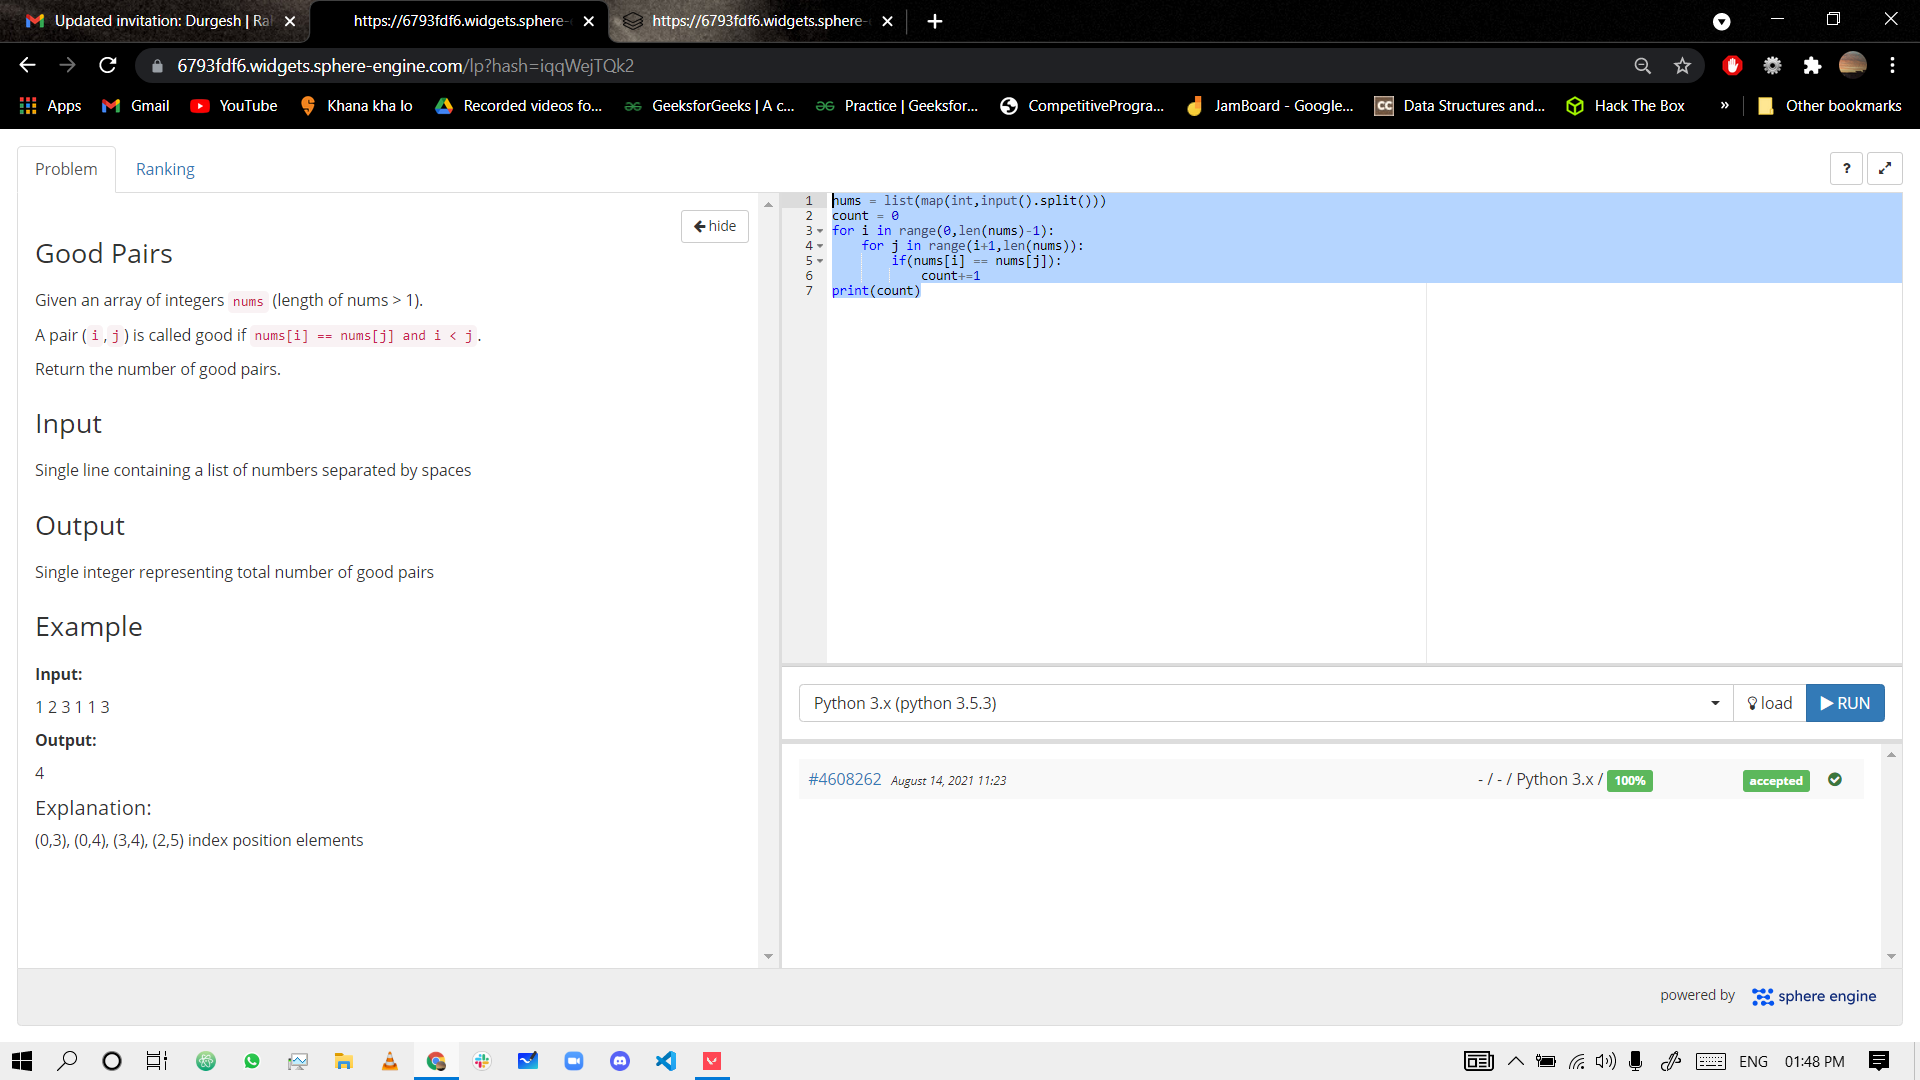 Updated invitation: Durgesh | Ra
https://6793fdf6.widgets.sphere-
https://6793fdf6.widgets.sphere-
6793fdf6.widgets.sphere-engine.com/lp?hash=iqqWejTQk2
Apps
Gmail
YouTube
Khana kha lo
Recorded videos fo...
GeeksforGeeks | A c...
Practice | Geeksfor...
CompetitivePrograma...
JamBoard - Google...
CC
Data Structures and...
Hack The Box
»
Other bookmarks
Problem
Ranking
?
hide
Good Pairs
Given an array of integers nums (length of nums > 1).
A pair ( i , j ) is called good if nums[i] == nums[j] and i < j .
Return the number of good pairs.
Input
Single line containing a list of numbers separated by spaces
Output
Single integer representing total number of good pairs
Example
Input:
1 2 3 1 1 3
Output:
4
Explanation:
(0,3), (0,4), (3,4), (2,5) index position elements
1 nums = list(map(int,input().split()))
2 count = 0
3 for i in range(0,len(nums)-1):
4 for j in range(i+1,len(nums)):
5 if(nums[i] == nums[j]):
6 count+=1
7 print(count)
Python 3.x (python 3.5.3)
load
RUN
#4608262 August 14, 2021 11:23
- / - / Python 3.x / 100%
accepted
powered by sphere engine
ENG
01:48 PM